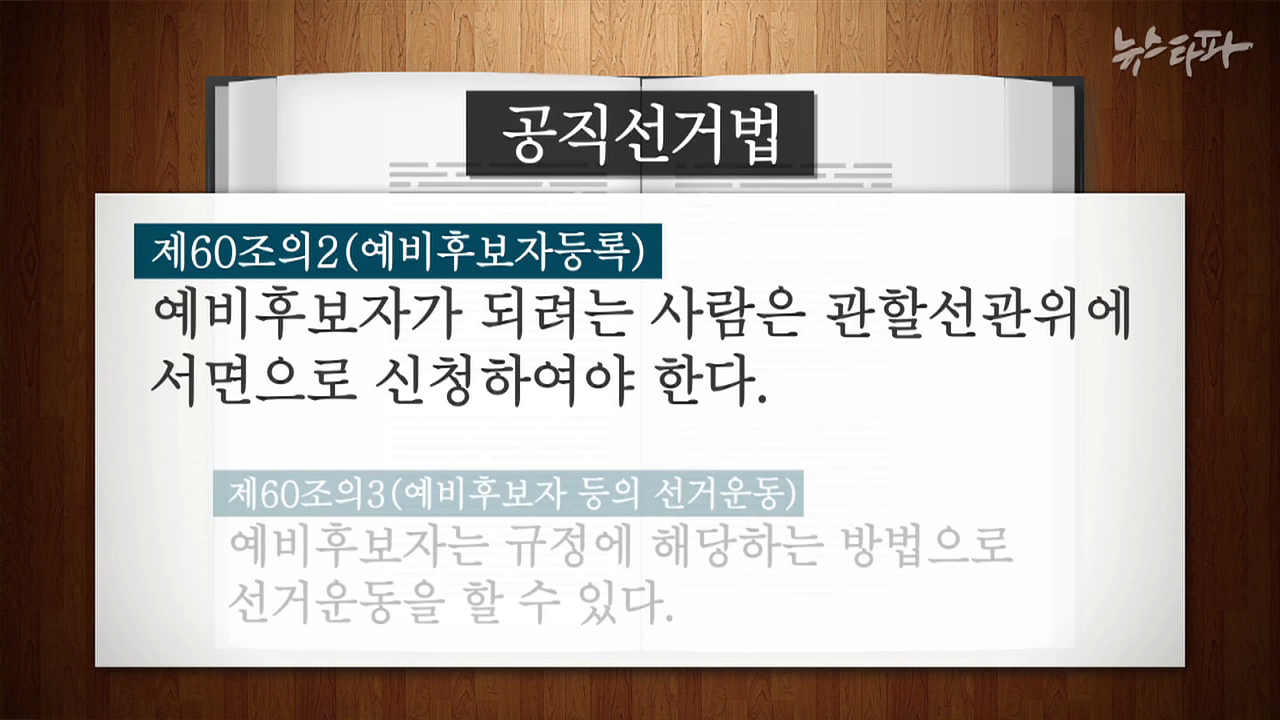 뉴스타파
공직선거법
제60조의2(예비후보자등록)
예비후보자가 되려는 사람은 관할선관위에
서면으로 신청하여야 한다.
제60조의3(예비후보자 등의 선거운동)
예비후보자는 규정에 해당하는 방법으로
선거운동을 할 수 있다.